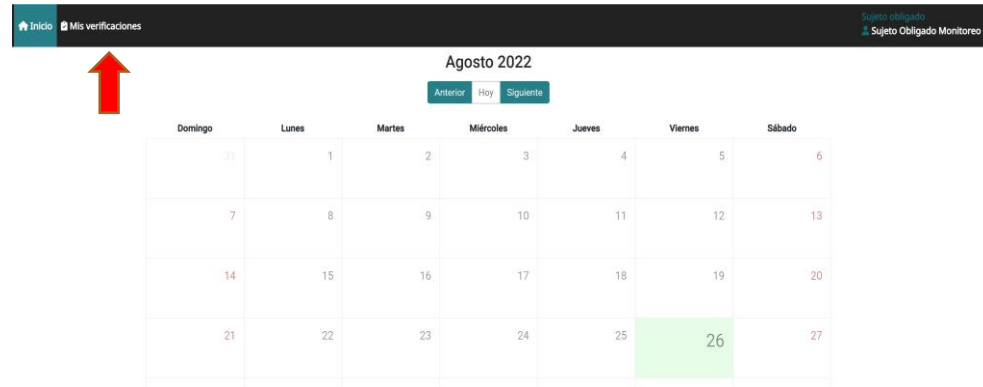 Inicio Mis verificaciones
Sujeto obligado
Sujeto Obligado Monitoreo
Agosto 2022
Anterior Hoy Siguiente
Domingo Lunes Martes Miércoles Jueves Viernes Sábado
31 1 2 3 4 5 6
7 8 9 10 11 12 13
14 15 16 17 18 19 20
21 22 23 24 25 26 27